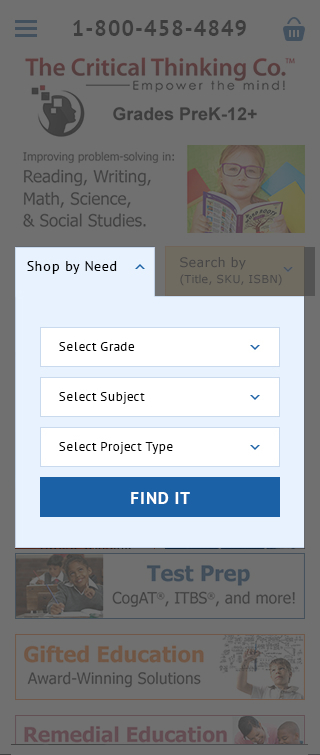 1-800-458-4849
The Critical Thinking Co.™
Empower the mind!
Grades PreK-12+
Improving problem-solving in:
Reading, Writing,
Math, Science,
& Social Studies.
Shop by Need
Search by
(Title, SKU, ISBN)
Select Grade
Select Subject
Select Project Type
FIND IT
Test Prep
CogAT®, ITBS®, and more!
Gifted Education
Award-Winning Solutions
Remedial Education